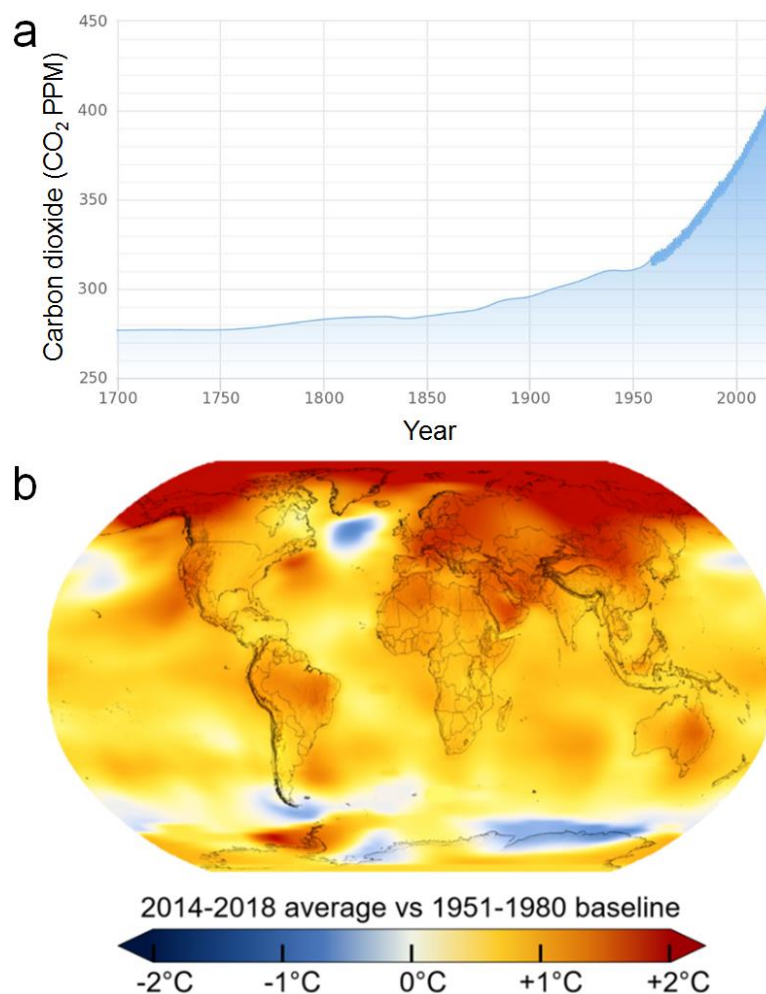 a
450
400
350
300
250
Carbon dioxide (CO₂ PPM)
1700 1750 1800 1850 1900 1950 2000
Year
b
2014-2018 average vs 1951-1980 baseline
-2°C -1°C 0°C +1°C +2°C